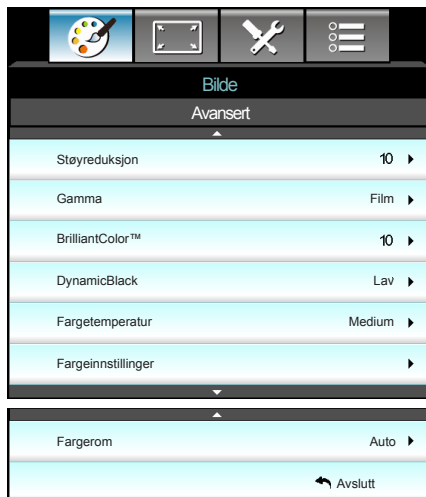 Bilde
Avansert
Støyreduksjon 10
Gamma Film
BrilliantColor™ 10
DynamicBlack Lav
Fargetemperatur Medium
Fargeinnstillinger
Fargerom Auto
Avslutt